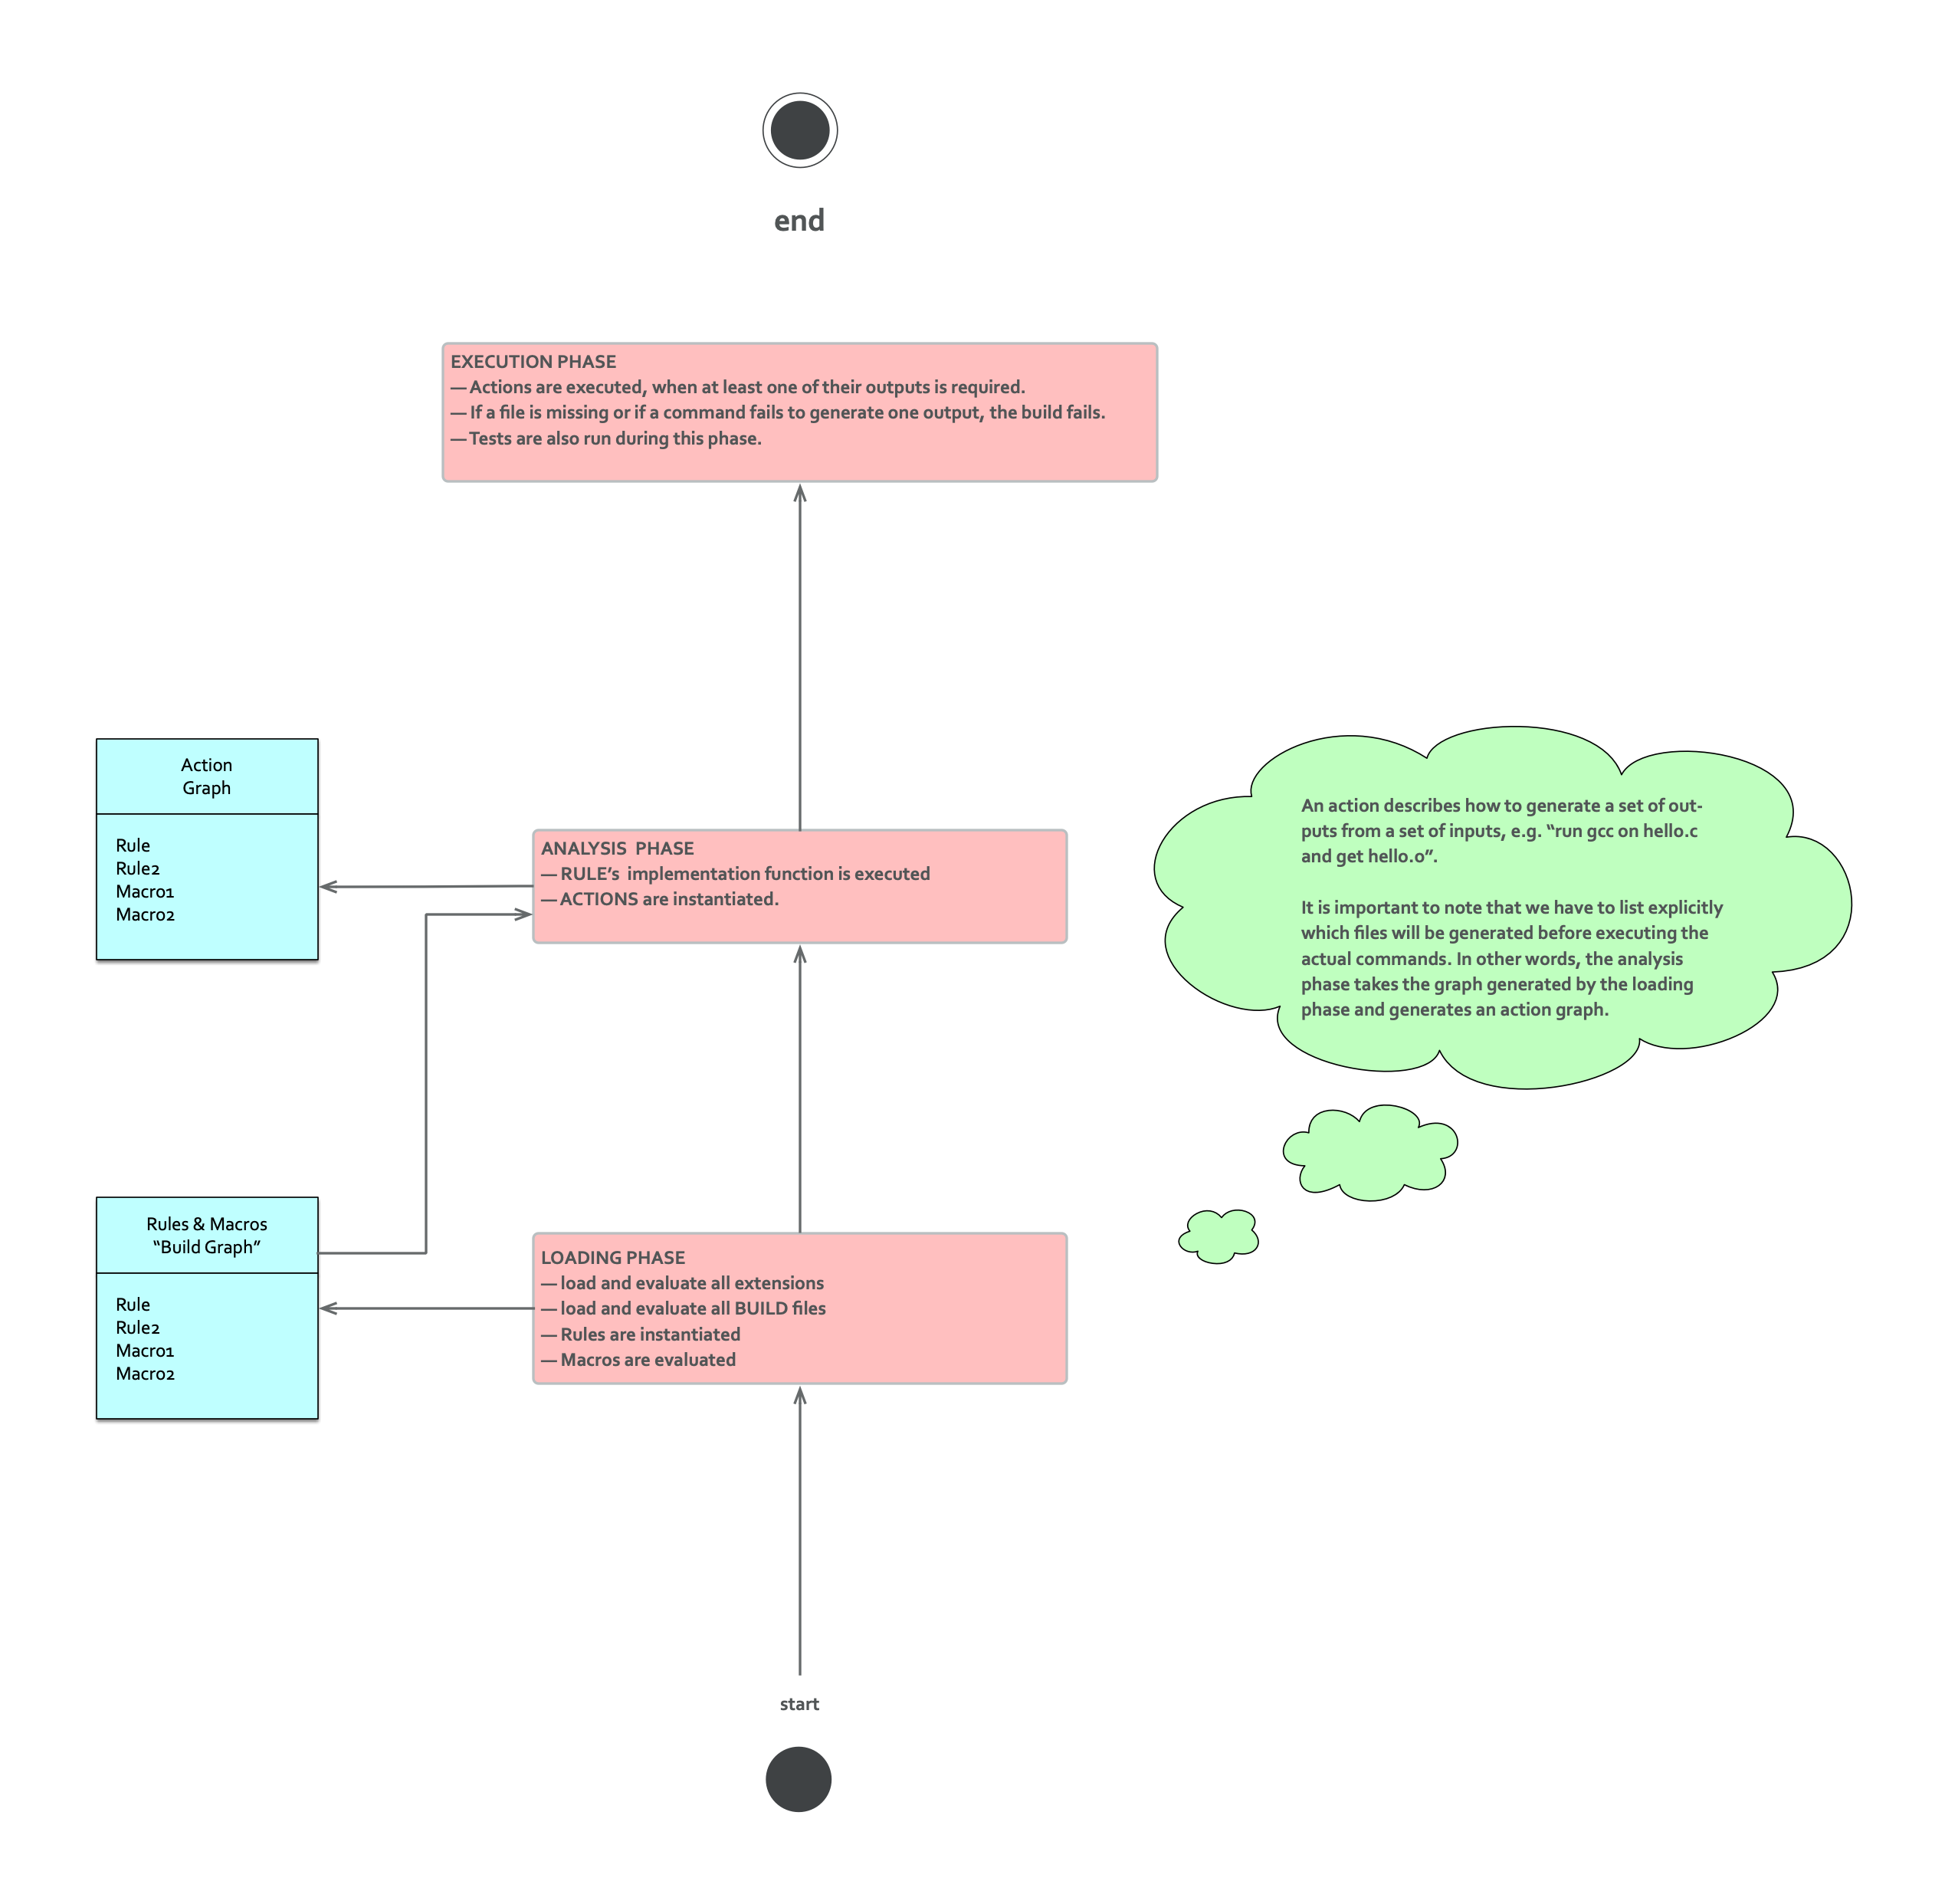 end
EXECUTION PHASE
— Actions are executed, when at least one of their outputs is required.
— If a file is missing or if a command fails to generate one output, the build fails.
— Tests are also run during this phase.
Action
Graph
Rule
Rule2
Macro1
Macro2
ANALYSIS  PHASE
— RULE’s  implementation function is executed
— ACTIONS are instantiated.
An action describes how to generate a set of out-
puts from a set of inputs, e.g. “run gcc on hello.c
and get hello.o”.
It is important to note that we have to list explicitly
which files will be generated before executing the
actual commands. In other words, the analysis
phase takes the graph generated by the loading
phase and generates an action graph.
Rules & Macros
“Build Graph”
Rule
Rule2
Macro1
Macro2
LOADING PHASE
— load and evaluate all extensions
— load and evaluate all BUILD files
— Rules are instantiated
— Macros are evaluated
start